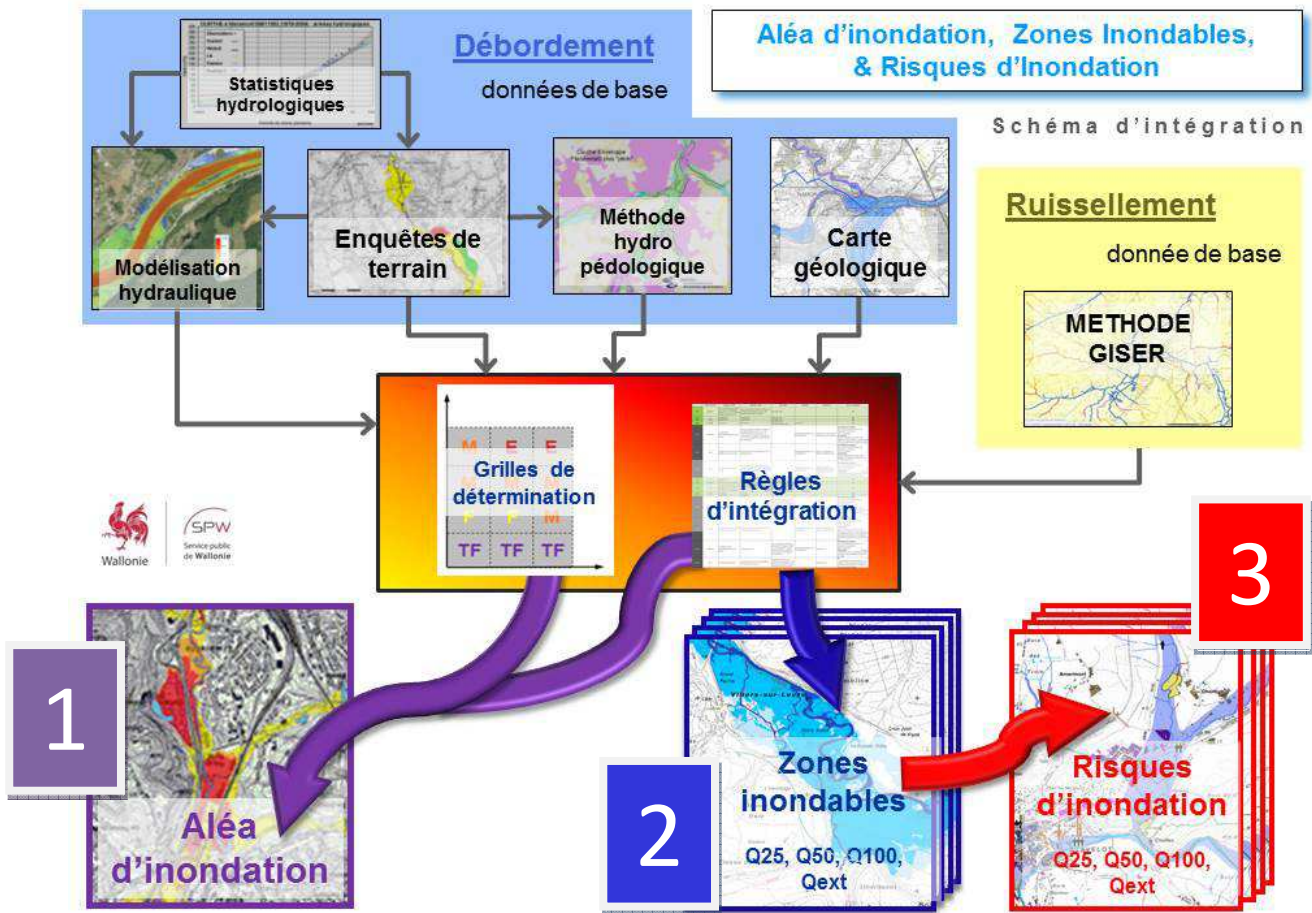 Aléa d'inondation, Zones Inondables,
& Risques d'Inondation
Schéma d'intégration
Débordement
données de base
Statistiques
hydrologiques
Modélisation
hydraulique
Enquêtes de
terrain
Méthode
hydro
pédologique
Carte
géologique
Ruissellement
donnée de base
METHODE
GISER
M E E
Grilles de
détermination
TF TF TF
Règles
d'intégration
Wallonie
SPW
Service public
de Wallonie
1
Aléa
d'inondation
2
Zones
inondables
Q25, Q50, Q100,
Qext
3
Risques
d'inondation
Q25, Q50, Q100,
Qext